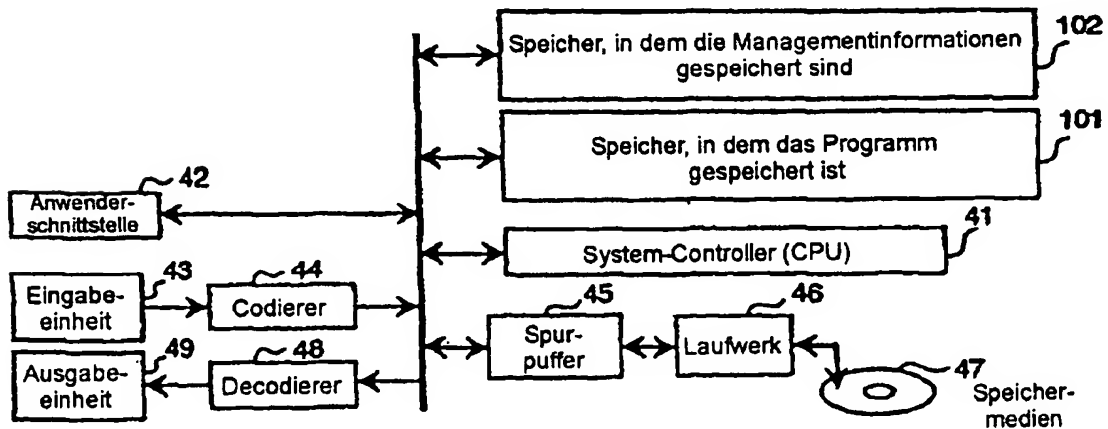 102
Speicher, in dem die Managementinformationen
gespeichert sind
101
Speicher, in dem das Programm
gespeichert ist
42
Anwender-
schnittstelle
41
System-Controller (CPU)
43
Eingabe-
einheit
44
Codierer
45
Spur-
puffer
46
Laufwerk
49
Ausgabe-
einheit
48
Decodierer
47
Speicher-
medien